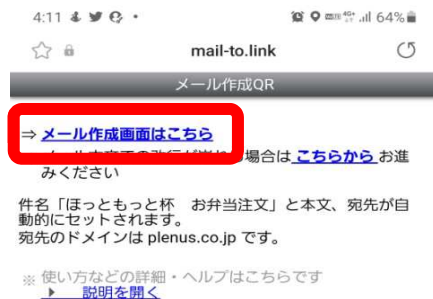 4:11 64%
mail-to.link
メール作成QR
⇒ メール作成画面はこちら
場合は こちらから お進
みください
件名「ほっともっと杯 お弁当注文」と本文、宛先が自
動的にセットされます。
宛先のドメインは plenus.co.jp です。
※ 使い方などの詳細・ヘルプはこちらです
▶ 説明を開く